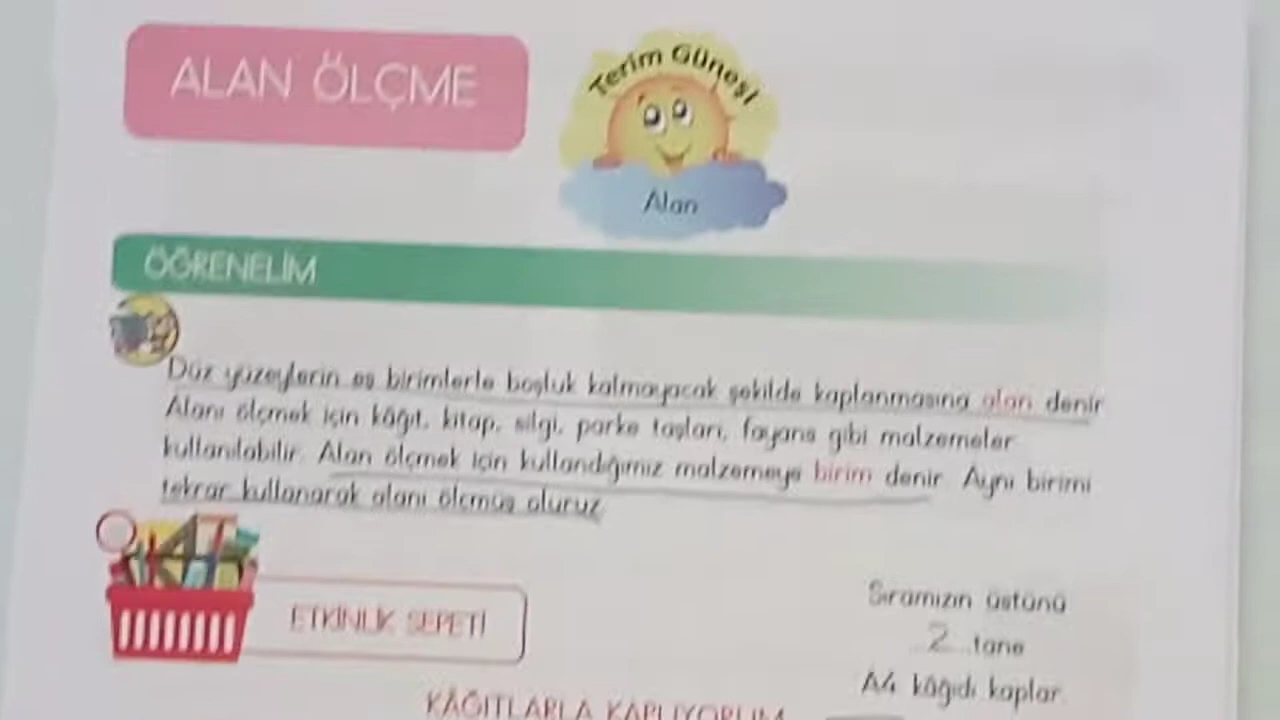 ALAN ÖLÇME
Terim Güneşi
Alan
ÖĞRENELİM
Düz yüzeylerin eş birimlerle boşluk kalmayacak şekilde kaplanmasına alan denir
Alanı ölçmek için kâğıt, kitap, silgi, parke taşları, fayans gibi malzemeler
kullanılabilir. Alan ölçmek için kullandığımız malzemeye birim denir. Aynı birimi
tekrar kullanarak alanı ölçmüş oluruz
ETKİNLİK SEPETİ
Sıramızın üstünü
2 tane
A4 kâğıdı kaplar.
KÂĞITLARLA KAPLIYORUM